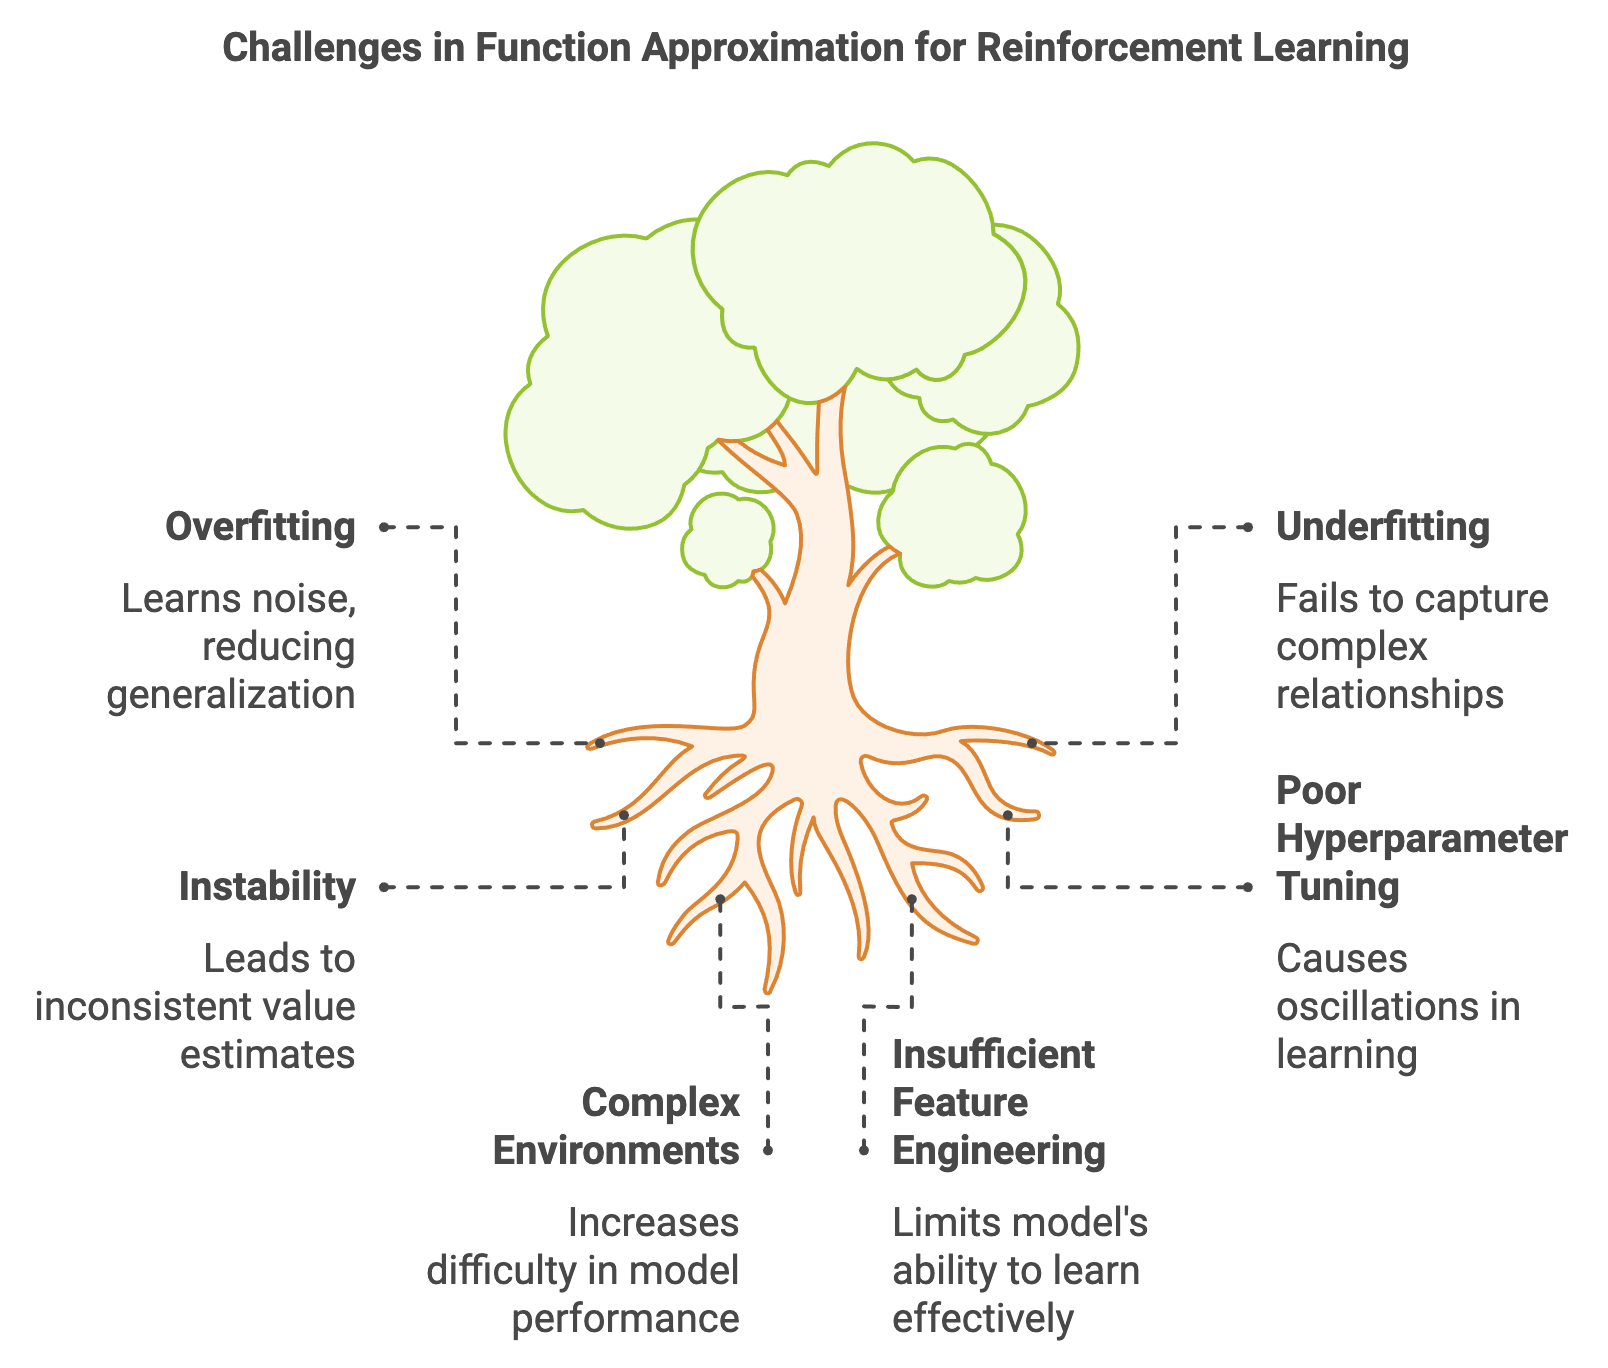 Challenges in Function Approximation for Reinforcement Learning
Overfitting
Learns noise,
reducing
generalization
Underfitting
Fails to capture
complex
relationships
Instability
Leads to
inconsistent value
estimates
Poor
Hyperparameter
Tuning
Causes
oscillations in
learning
Complex
Environments
Increases
difficulty in model
performance
Insufficient
Feature
Engineering
Limits model's
ability to learn
effectively